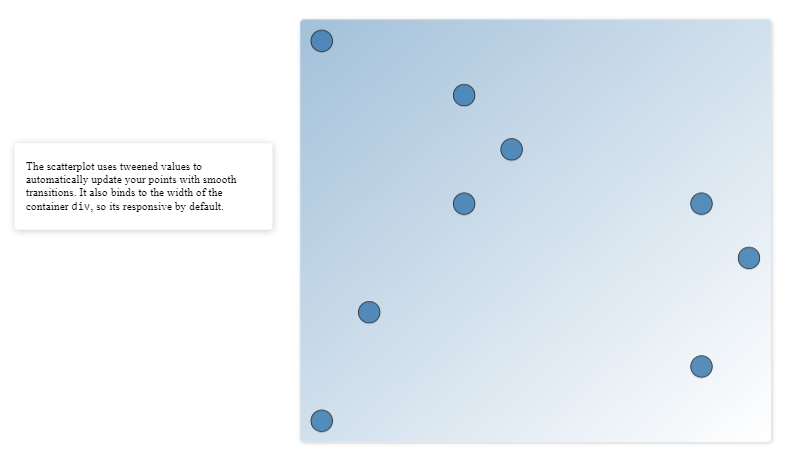 The scatterplot uses tweened values to
automatically update your points with smooth
transitions. It also binds to the width of the
container div, so its responsive by default.